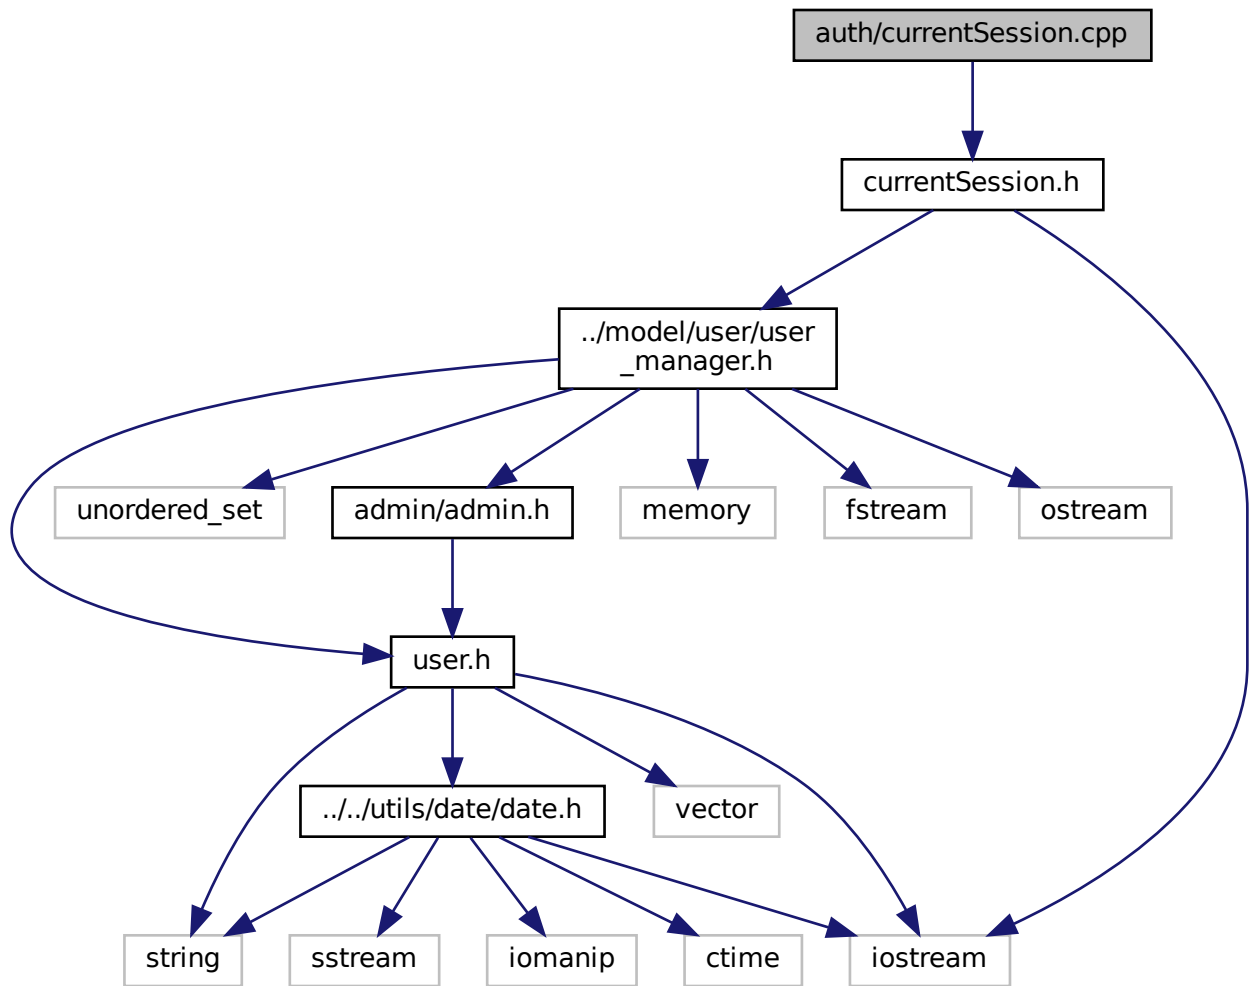 auth/currentSession.cpp
currentSession.h
../model/user/user
_manager.h
unordered_set
admin/admin.h
memory
fstream
ostream
user.h
../../utils/date/date.h
vector
string
sstream
iomanip
ctime
iostream